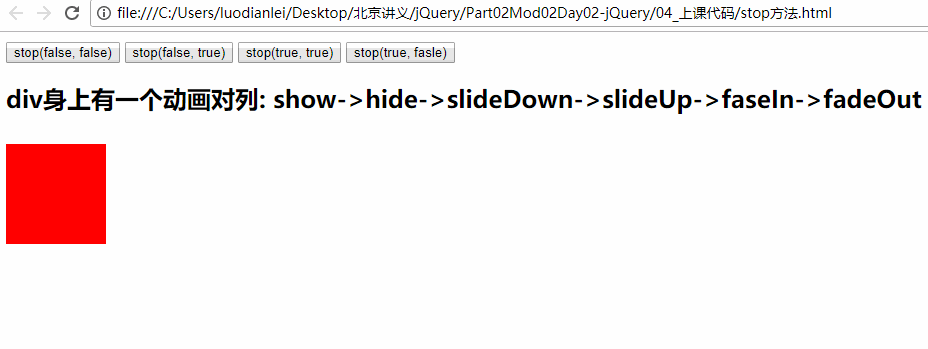 file:///C:/Users/luodianlei/Desktop/北京讲义/jQuery/Part02Mod02Day02-jQuery/04_上课代码/stop方法.html
stop(false, false) stop(false, true) stop(true, true) stop(true, fasle)
div身上有一个动画对列: show->hide->slideDown->slideUp->faseIn->fadeOut